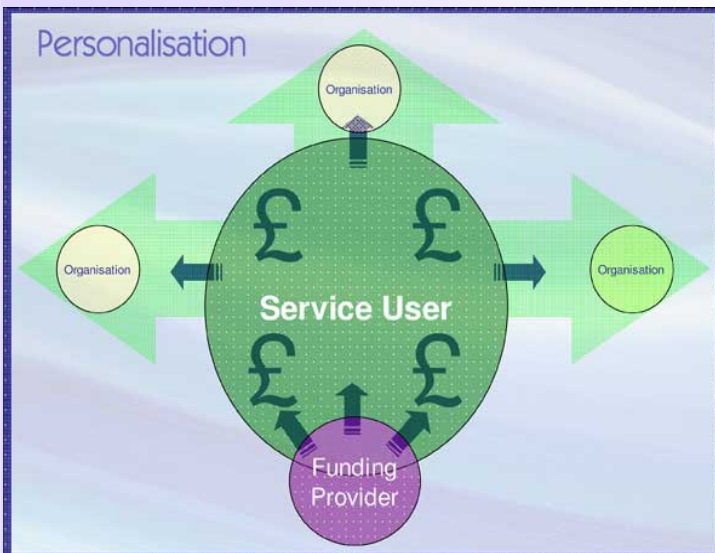 Personalisation
Organisation
£ £
Organisation
Organisation
Service User
£ £
Funding
Provider